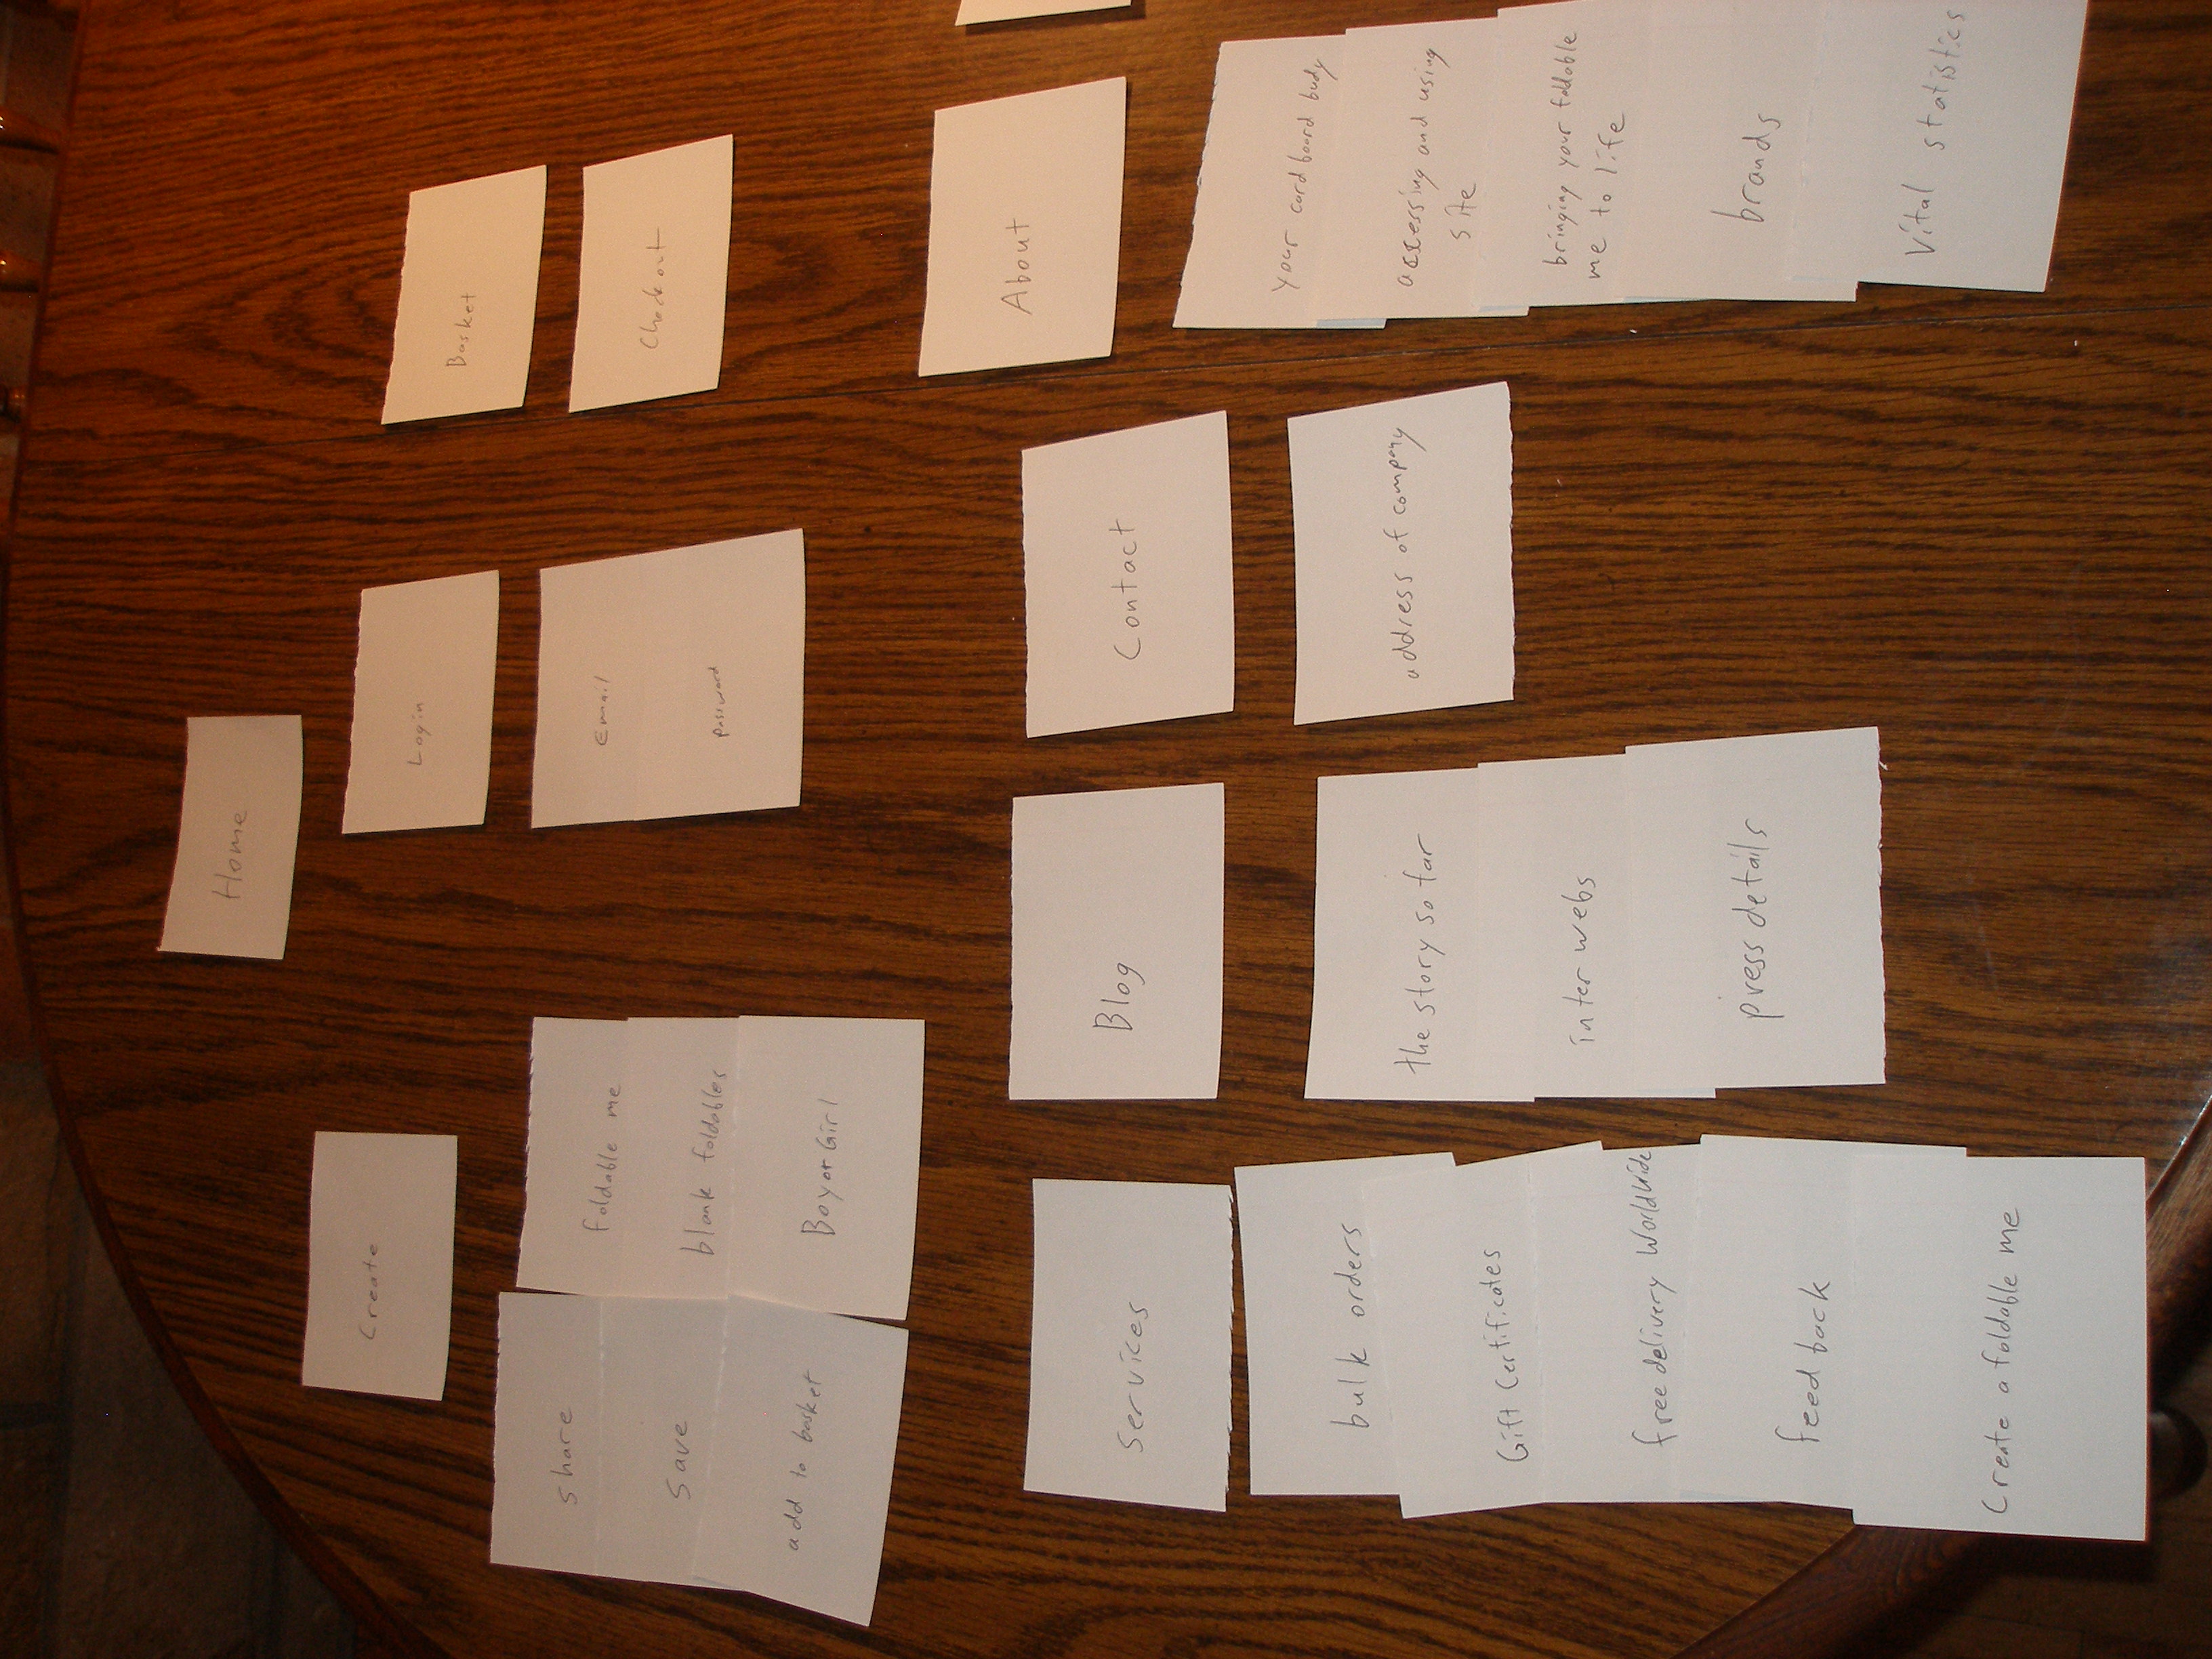 Home
Create
Login
Basket
share
save
add to basket
foldable me
blank foldables
Boy or Girl
Email
password
Checkout
Services
bulk orders
Gift Certificates
free delivery Worldwide
feedback
Create a foldable me
Blog
the story so far
inter webs
press details
Contact
address of company
About
your cardboard body
accessing and using
site
bringing your foldable
me to life
brands
Vital statistics